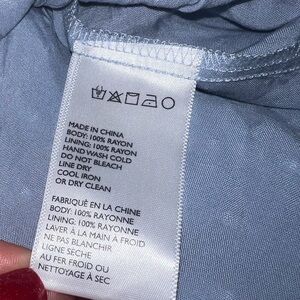 MADE IN CHINA
BODY: 100% RAYON
LINING: 100% RAYON
HAND WASH COLD
DO NOT BLEACH
LINE DRY
COOL IRON
OR DRY CLEAN
FABRIQUÉ EN LA CHINE
BODY: 100% RAYONNE
LINING: 100% RAYONNE
LAVER À LA MAIN À FROID
NE PAS BLANCHIR
LIGNE SÈCHE
AU FER FROID OU
NETTOYAGE À SEC